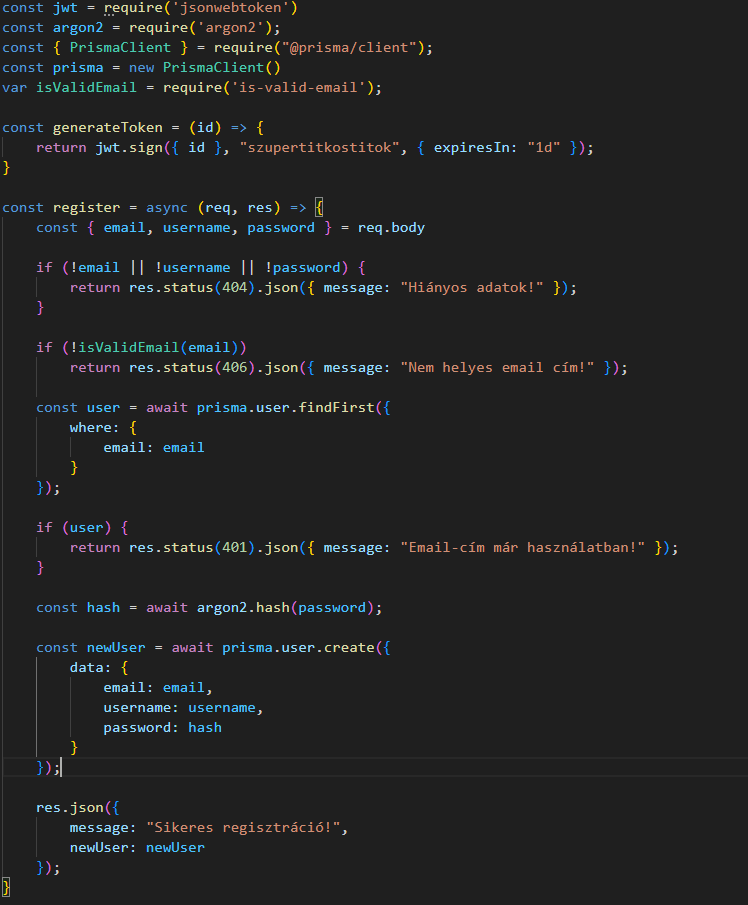 const jwt = require('jsonwebtoken')
const argon2 = require('argon2');
const { PrismaClient } = require("@prisma/client");
const prisma = new PrismaClient()
var isValidEmail = require('is-valid-email');

const generateToken = (id) => {
    return jwt.sign({ id }, "szupertitkostitok", { expiresIn: "1d" });
}

const register = async (req, res) => {
    const { email, username, password } = req.body

    if (!email || !username || !password) {
        return res.status(404).json({ message: "Hiányos adatok!" });
    }

    if (!isValidEmail(email))
        return res.status(406).json({ message: "Nem helyes email cím!" });

    const user = await prisma.user.findFirst({
        where: {
            email: email
        }
    });

    if (user) {
        return res.status(401).json({ message: "Email-cím már használatban!" });
    }

    const hash = await argon2.hash(password);

    const newUser = await prisma.user.create({
        data: {
            email: email,
            username: username,
            password: hash
        }
    });

    res.json({
        message: "Sikeres regisztráció!",
        newUser: newUser
    });
}